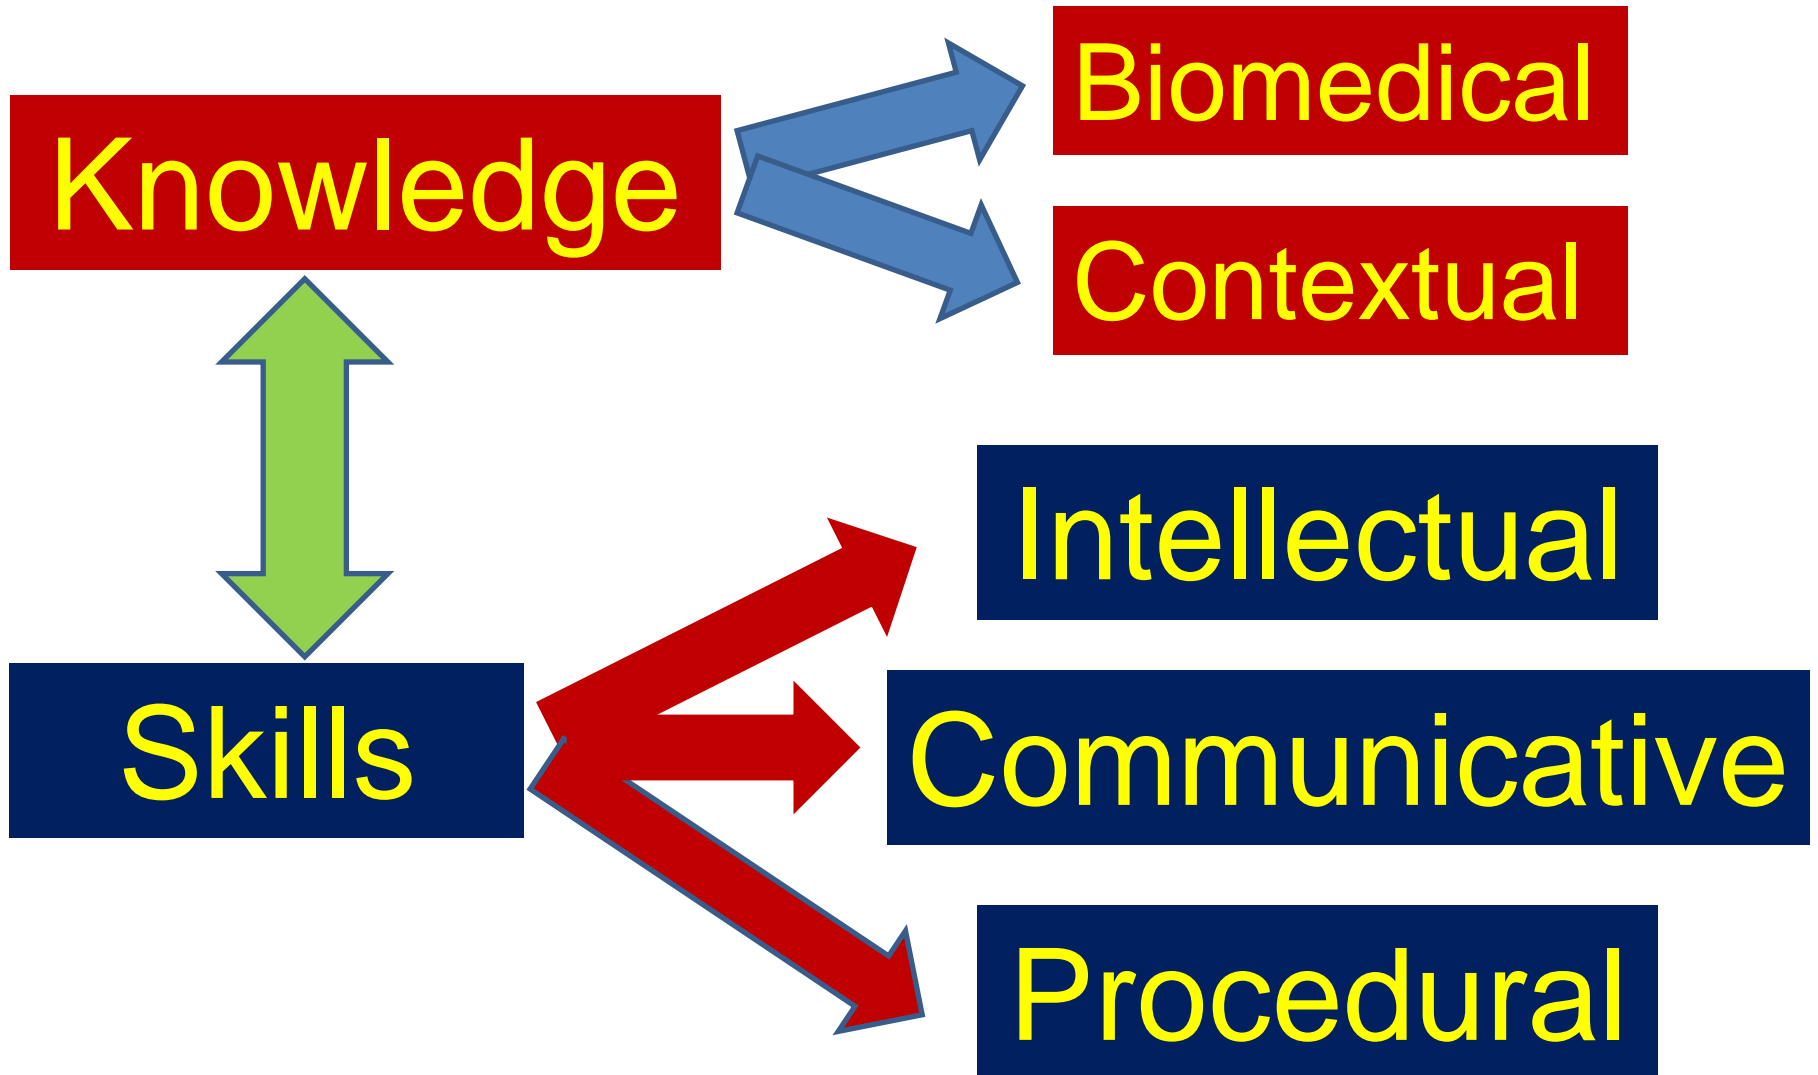 Knowledge
Biomedical
Contextual
Skills
Intellectual
Communicative
Procedural